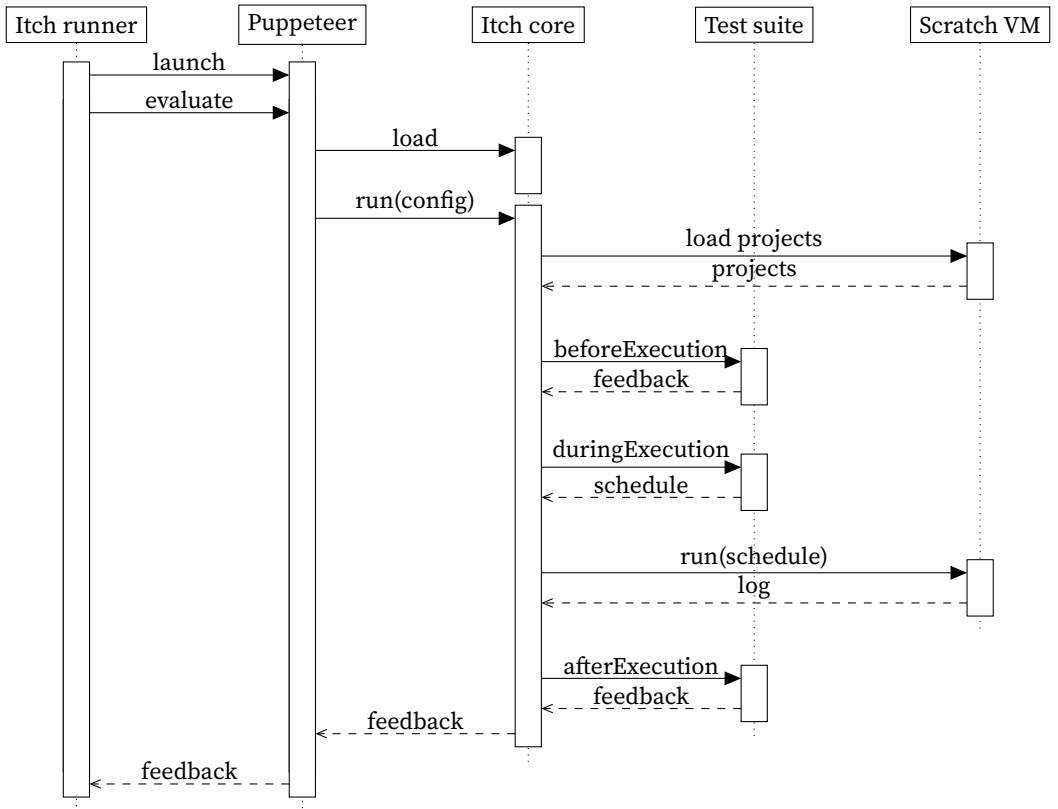 Itch runner
Puppeteer
Itch core
Test suite
Scratch VM
launch
evaluate
load
run(config)
load projects
projects
beforeExecution
feedback
duringExecution
schedule
run(schedule)
log
afterExecution
feedback
feedback
feedback